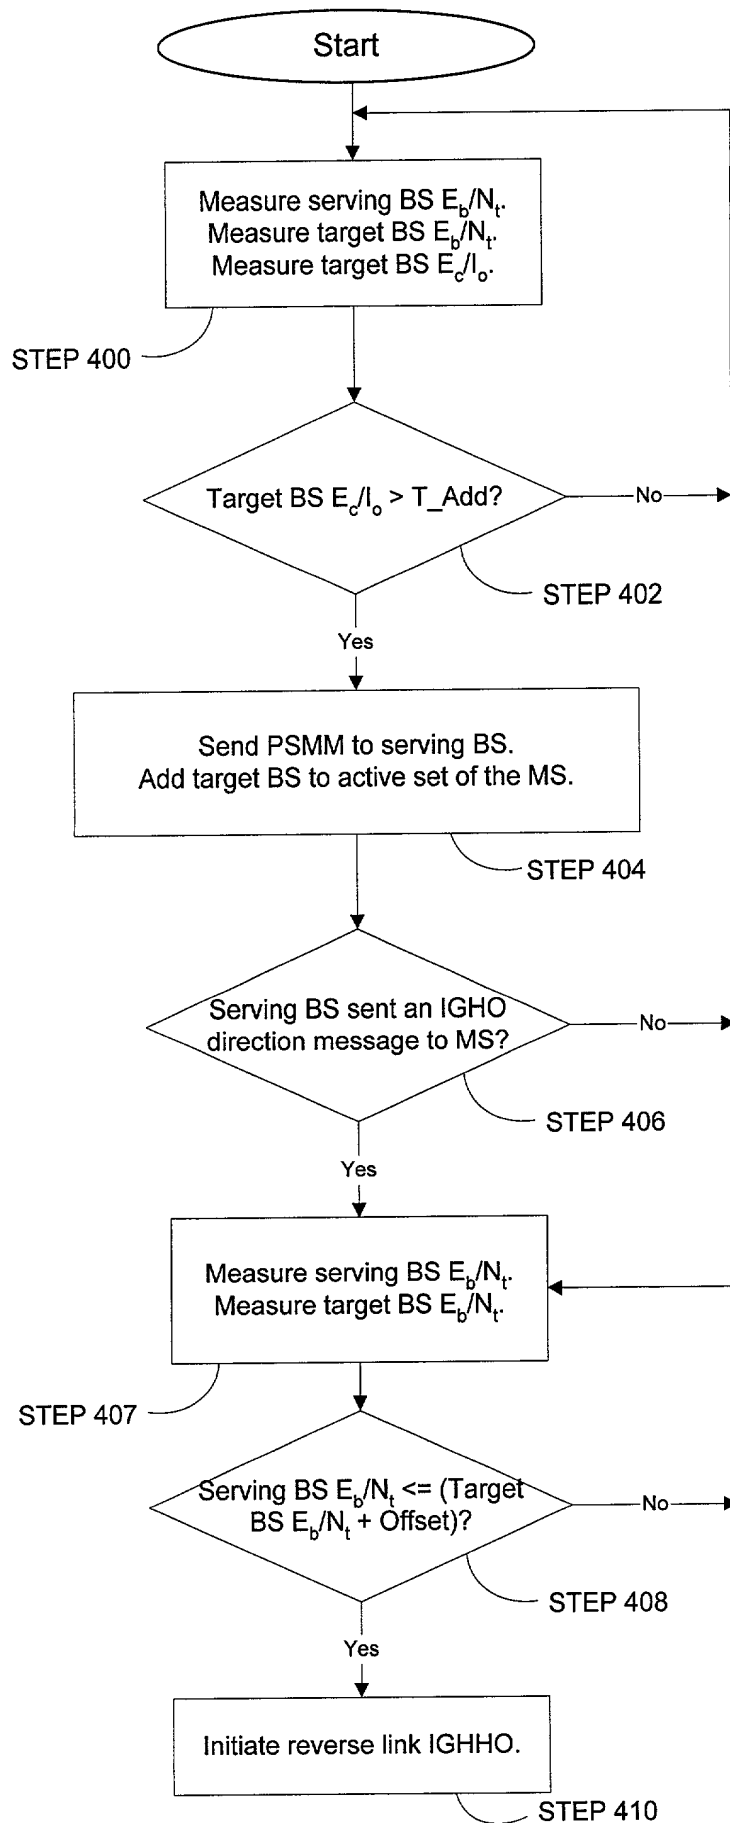 Start
Measure serving BS E_b/N_t.
Measure target BS E_b/N_t.
Measure target BS E_c/I_o.
STEP 400
Target BS E_c/I_o > T_Add?
No
STEP 402
Yes
Send PSMM to serving BS.
Add target BS to active set of the MS.
STEP 404
Serving BS sent an IGHO
direction message to MS?
No
STEP 406
Yes
Measure serving BS E_b/N_t.
Measure target BS E_b/N_t.
STEP 407
Serving BS E_b/N_t <= (Target
BS E_b/N_t + Offset)?
No
STEP 408
Yes
Initiate reverse link IGHHO.
STEP 410